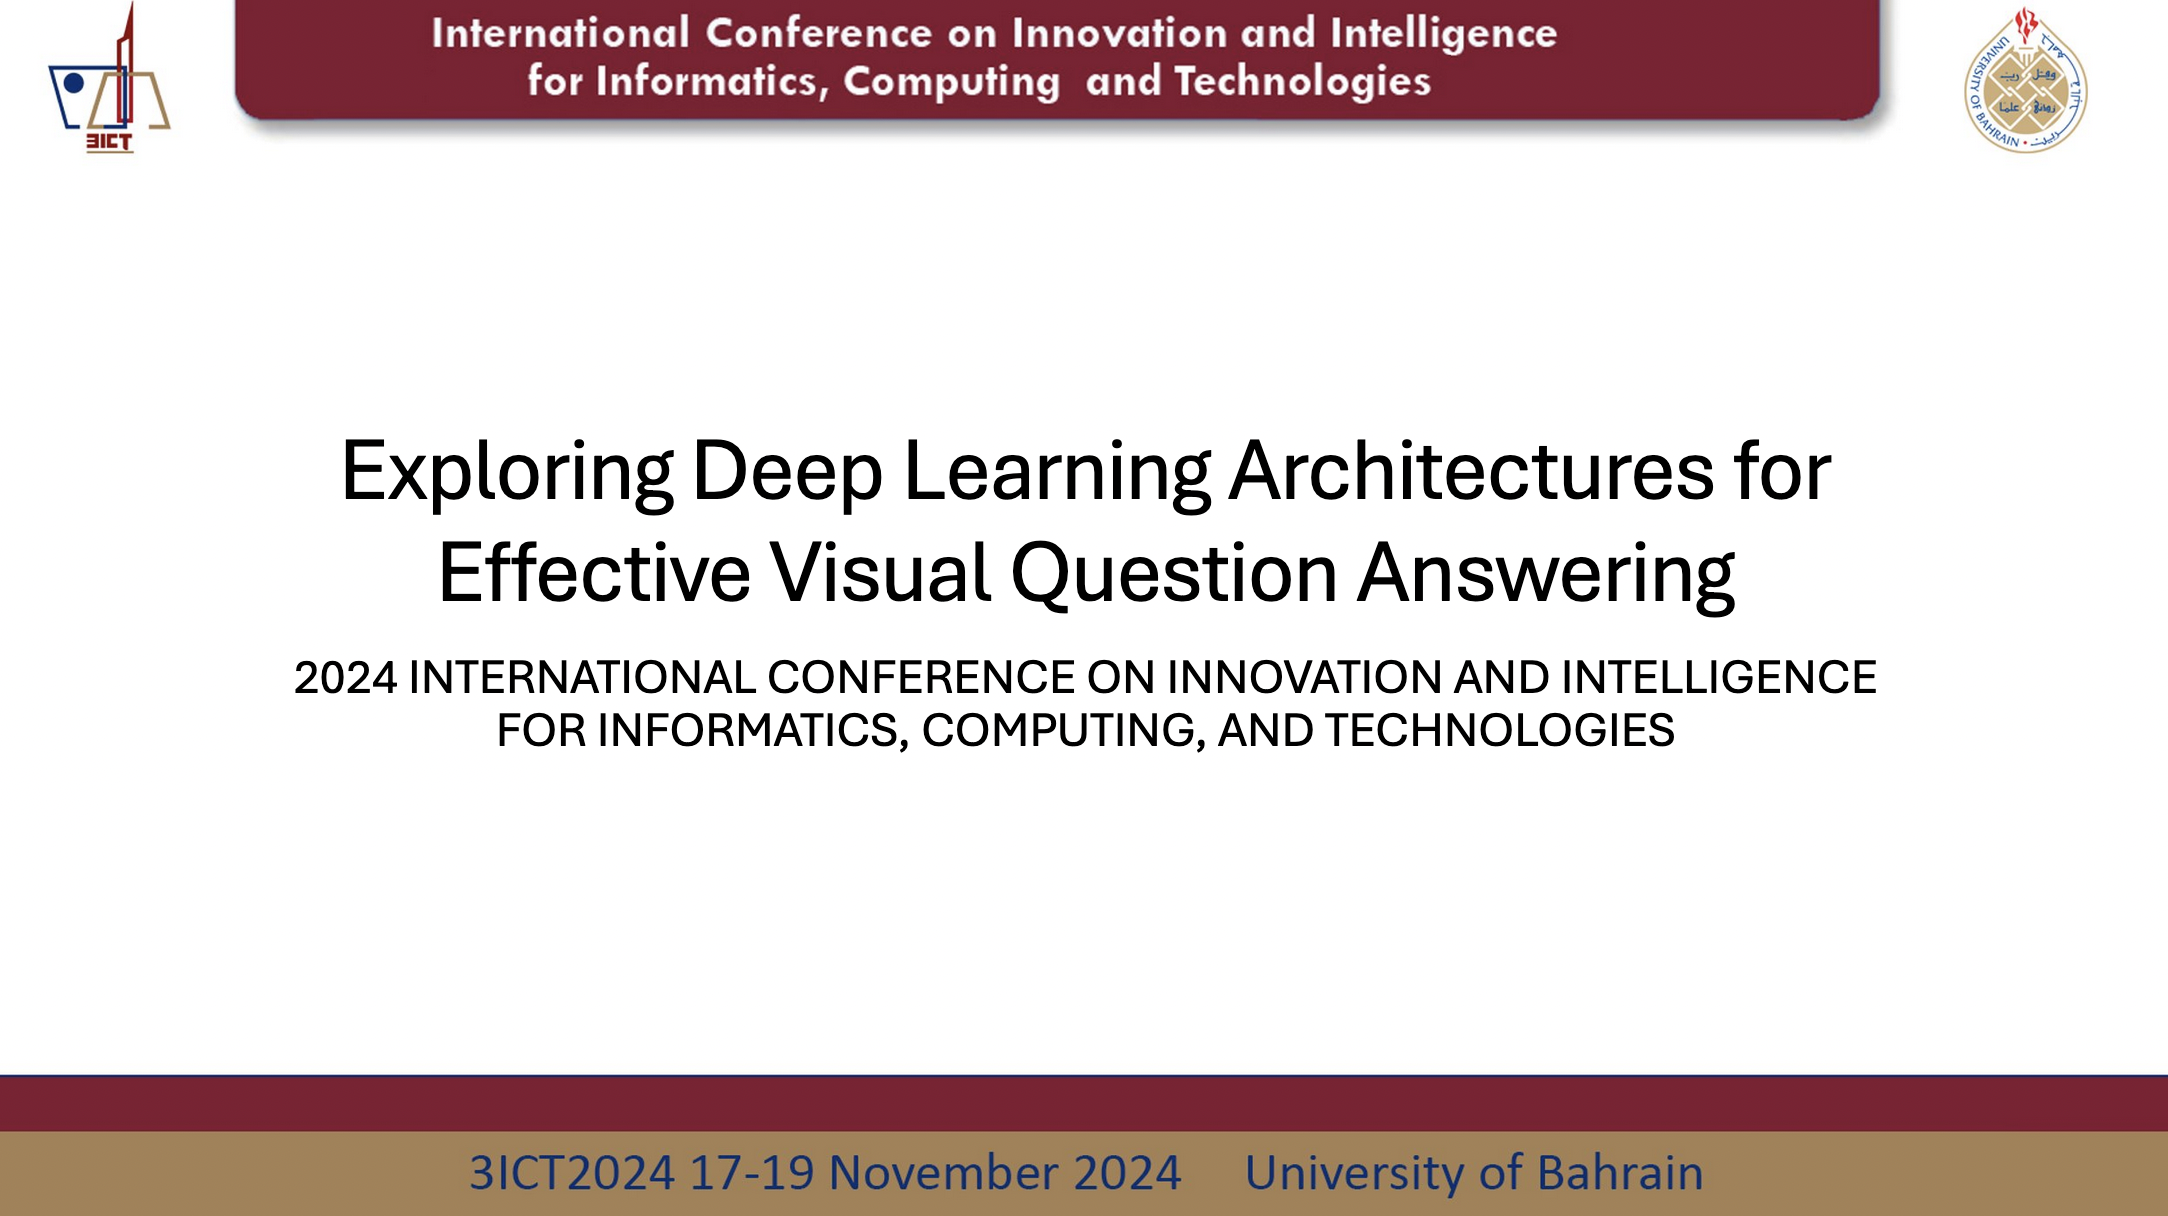 International Conference on Innovation and Intelligence
for Informatics, Computing and Technologies
3ICT
UNIVERSITY OF BAHRAIN
Exploring Deep Learning Architectures for
Effective Visual Question Answering
2024 INTERNATIONAL CONFERENCE ON INNOVATION AND INTELLIGENCE
FOR INFORMATICS, COMPUTING, AND TECHNOLOGIES
3ICT2024 17-19 November 2024 University of Bahrain